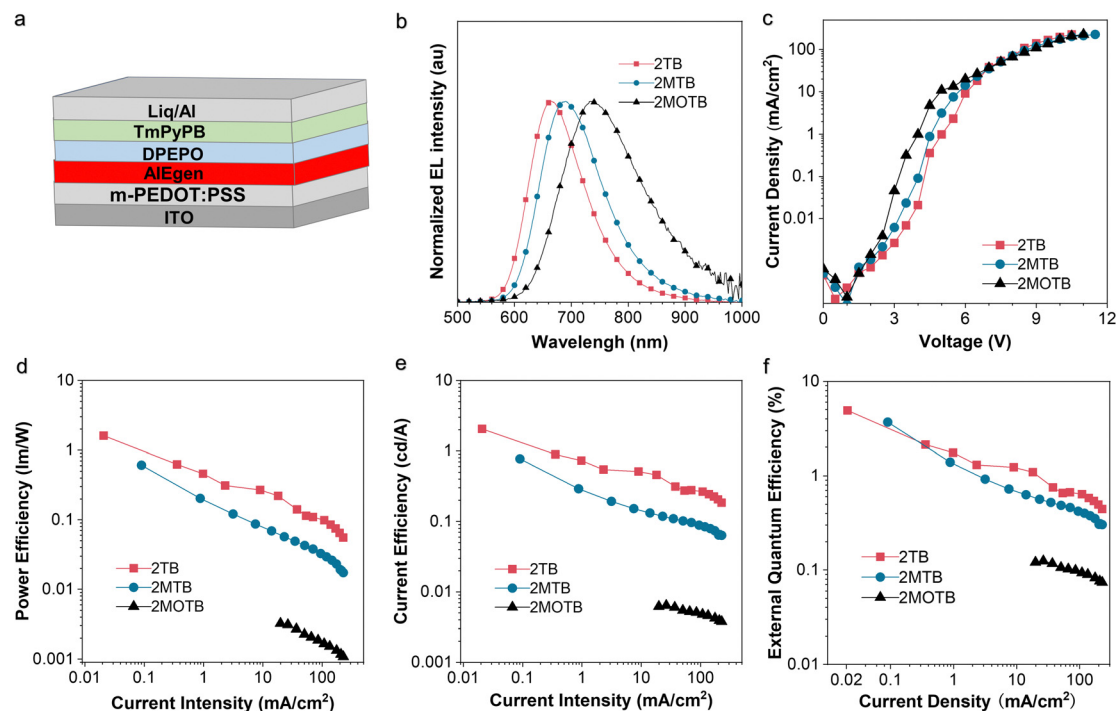 a
Liq/Al
TmPyPB
DPEPO
AIEgen
m-PEDOT:PSS
ITO
b
Normalized EL intensity (au)
2TB
2MTB
2MOTB
500 600 700 800 900 1000
Wavelengh (nm)
c
Current Density (mA/cm²)
100
10
1
0.1
0.01
2TB
2MTB
2MOTB
0 3 6 9 12
Voltage (V)
d
Power Efficiency (lm/W)
10
1
0.1
0.01
0.001
2TB
2MTB
2MOTB
0.01 0.1 1 10 100
Current Intensity (mA/cm²)
e
Current Efficiency (cd/A)
10
1
0.1
0.01
0.001
2TB
2MTB
2MOTB
0.01 0.1 1 10 100
Current Intensity (mA/cm²)
f
External Quantum Efficiency (%)
10
1
0.1
0.01
2TB
2MTB
2MOTB
0.02 0.1 1 10 100
Current Density (mA/cm²)